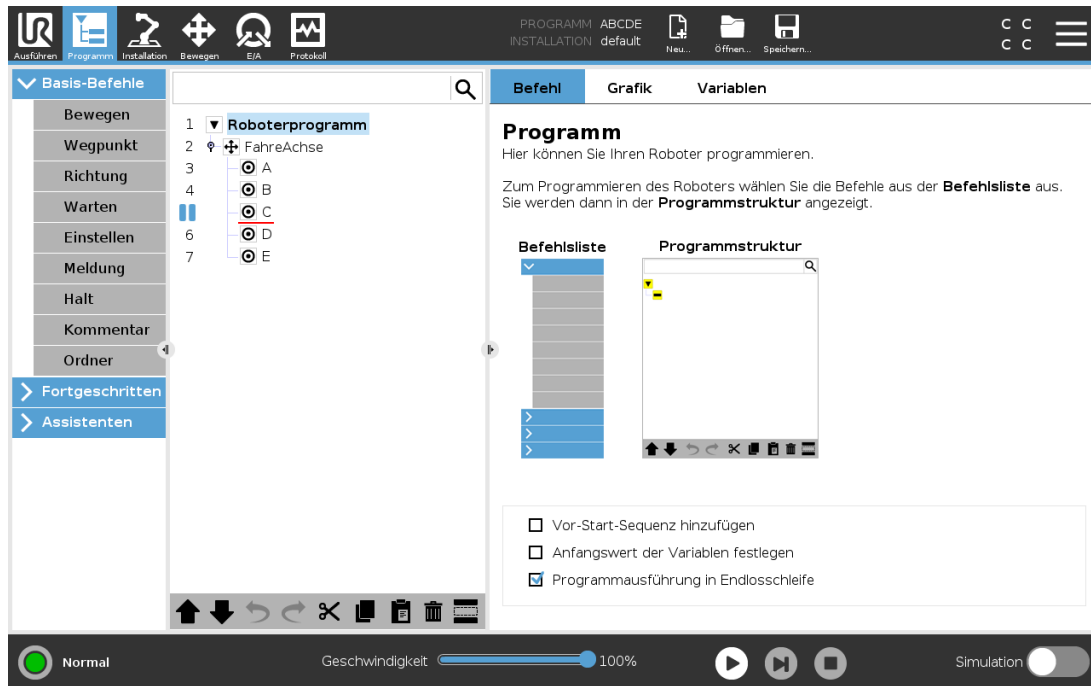 UR
PROGRAMM ABCDE
INSTALLATION default
Ausführen Programm Installation Bewegen E/A Protokoll Neu... Öffnen... Speichern...
C C
C C
Basis-Befehle
Bewegen
Wegpunkt
Richtung
Warten
Einstellen
Meldung
Halt
Kommentar
Ordner
Fortgeschritten
Assistenten
1 Roboterprogramm
2 FahreAchse
3 A
4 B
C
6 D
7 E
Befehl Grafik Variablen
Programm
Hier können Sie Ihren Roboter programmieren.
Zum Programmieren des Roboters wählen Sie die Befehle aus der Befehlsliste aus.
Sie werden dann in der Programmstruktur angezeigt.
Befehlsliste Programmstruktur
Vor-Start-Sequenz hinzufügen
Anfangswert der Variablen festlegen
Programmausführung in Endlosschleife
Normal Geschwindigkeit 100% Simulation